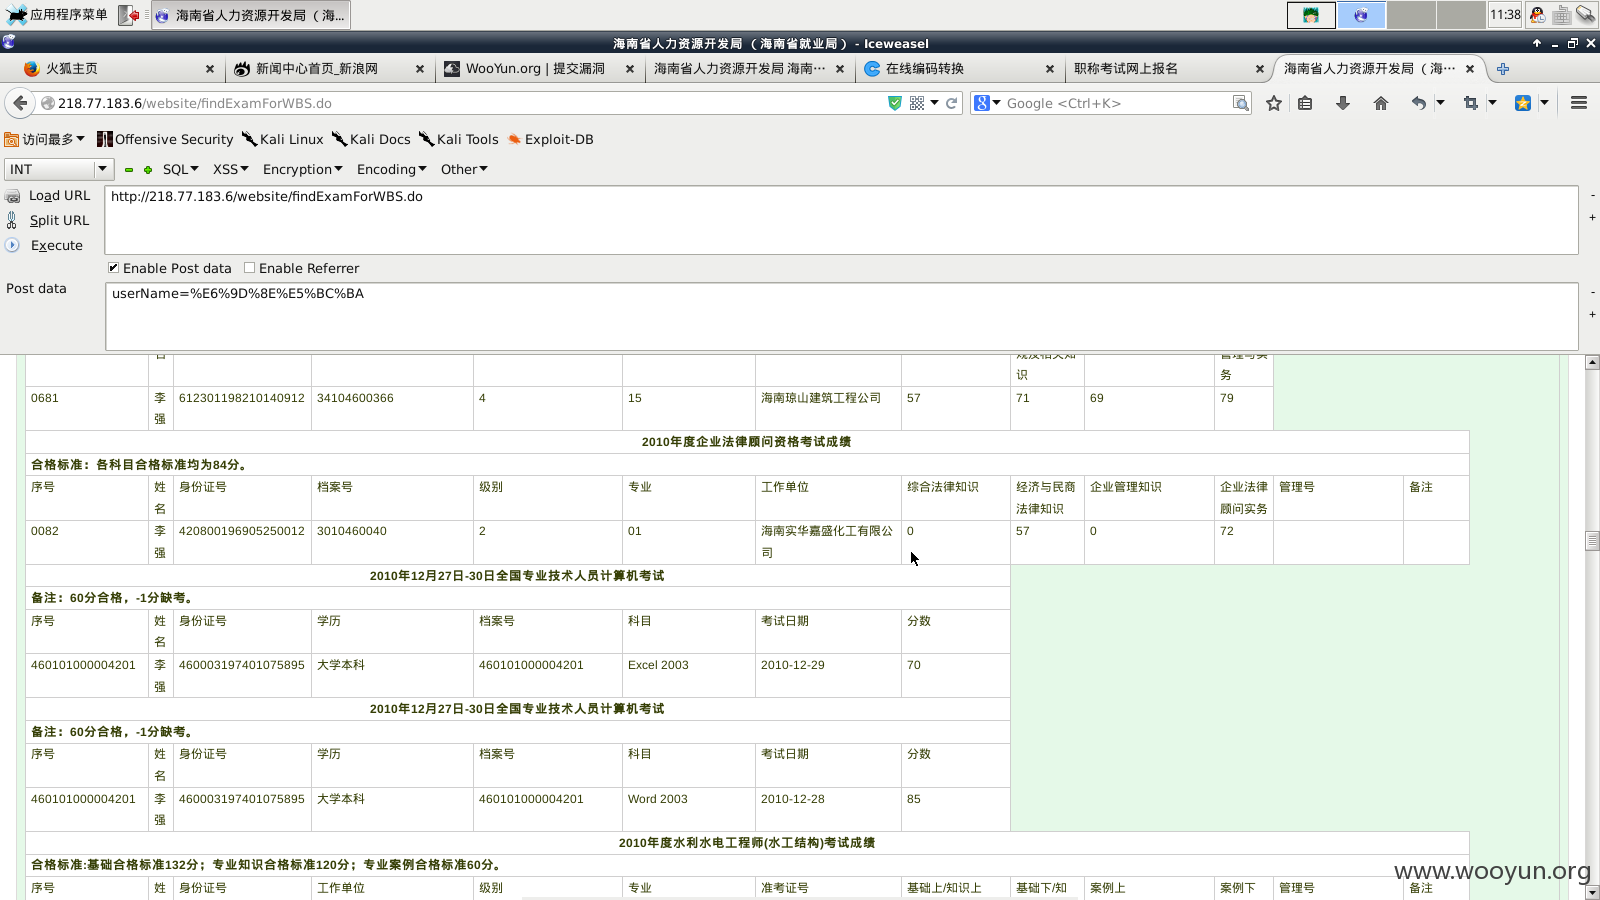 应用程序菜单 海南省人力资源开发局 （海... 11:38
海南省人力资源开发局 （海南省就业局） - Iceweasel
火狐主页 新闻中心首页_新浪网 WooYun.org | 提交漏洞 海南省人力资源开发局 海南⋯ 在线编码转换 职称考试网上报名 海南省人力资源开发局 （海⋯
218.77.183.6/website/findExamForWBS.do Google <Ctrl+K>
访问最多 Offensive Security Kali Linux Kali Docs Kali Tools Exploit-DB
INT SQL XSS Encryption Encoding Other
Load URL http://218.77.183.6/website/findExamForWBS.do
Split URL
Execute
Enable Post data Enable Referrer
Post data userName=%E6%9D%8E%E5%BC%BA
识 务
0681 李强 612301198210140912 34104600366 4 15 海南琼山建筑工程公司 57 71 69 79
2010年度企业法律顾问资格考试成绩
合格标准：各科目合格标准均为84分。
序号 姓名 身份证号 档案号 级别 专业 工作单位 综合法律知识 经济与民商法律知识 企业管理知识 企业法律顾问实务 管理号 备注
0082 李强 420800196905250012 3010460040 2 01 海南实华嘉盛化工有限公司 0 57 0 72
2010年12月27日-30日全国专业技术人员计算机考试
备注：60分合格，-1分缺考。
序号 姓名 身份证号 学历 档案号 科目 考试日期 分数
460101000004201 李强 460003197401075895 大学本科 460101000004201 Excel 2003 2010-12-29 70
2010年12月27日-30日全国专业技术人员计算机考试
备注：60分合格，-1分缺考。
序号 姓名 身份证号 学历 档案号 科目 考试日期 分数
460101000004201 李强 460003197401075895 大学本科 460101000004201 Word 2003 2010-12-28 85
2010年度水利水电工程师(水工结构)考试成绩
合格标准:基础合格标准132分；专业知识合格标准120分；专业案例合格标准60分。
序号 姓 身份证号 工作单位 级别 专业 准考证号 基础上/知识上 基础下/知 案例上 案例下 管理号 备注
www.wooyun.org